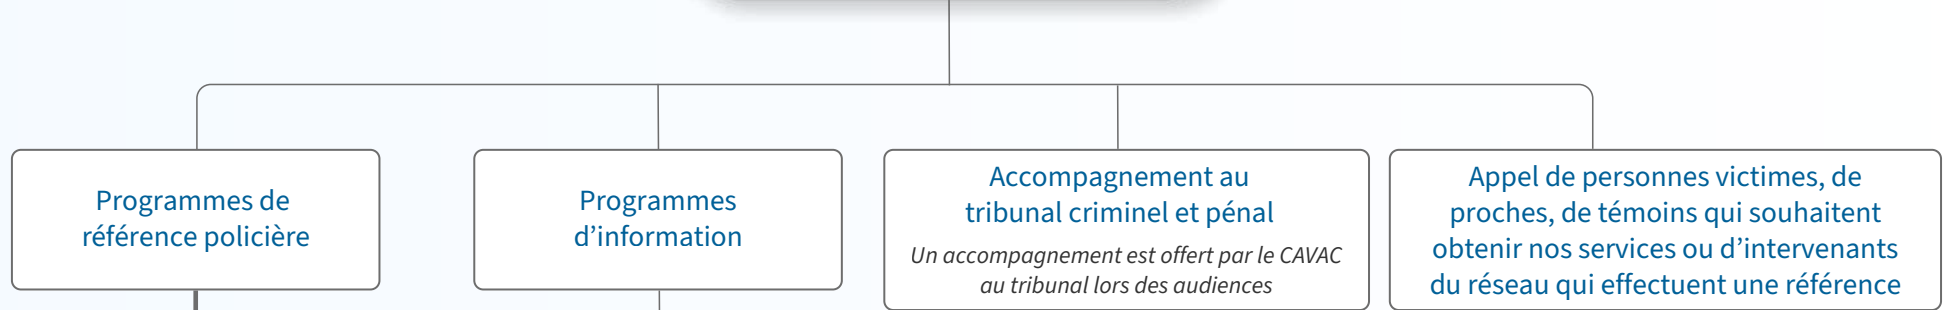 Programmes de
référence policière
Programmes
d’information
Accompagnement au
tribunal criminel et pénal
Un accompagnement est offert par le CAVAC
au tribunal lors des audiences
Appel de personnes victimes, de
proches, de témoins qui souhaitent
obtenir nos services ou d’intervenants
du réseau qui effectuent une référence